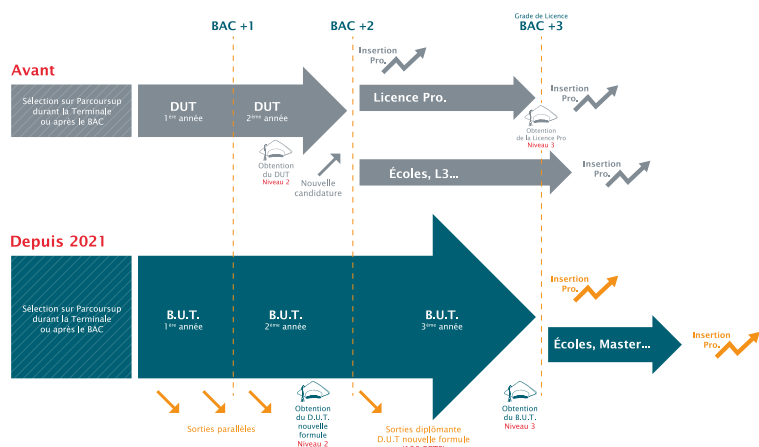 Grade de Licence
BAC +1
BAC +2
BAC +3
Avant
Insertion
Pro.
Sélection sur Parcoursup
durant la Terminale
ou après le BAC
DUT
1ère année
DUT
2ème année
Licence Pro.
Insertion
Pro.
Obtention
du DUT
Niveau 2
Nouvelle
candidature
Obtention
de la Licence Pro
Niveau 3
Écoles, L3...
Insertion
Pro.
Depuis 2021
Sélection sur Parcoursup
durant la Terminale
ou après le BAC
B.U.T.
1ère année
B.U.T.
2ème année
B.U.T.
3ème année
Insertion
Pro.
Écoles, Master...
Insertion
Pro.
Sorties parallèles
Obtention
du D.U.T.
nouvelle
formule
Niveau 2
Sorties diplômante
D.U.T nouvelle formule
Obtention
du B.U.T.
Niveau 3